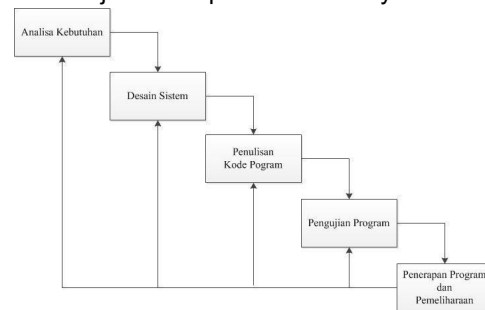 Analisa Kebutuhan
Desain Sistem
Penulisan
Kode Pogram
Pengujian Program
Penerapan Program
dan
Pemeliharaan